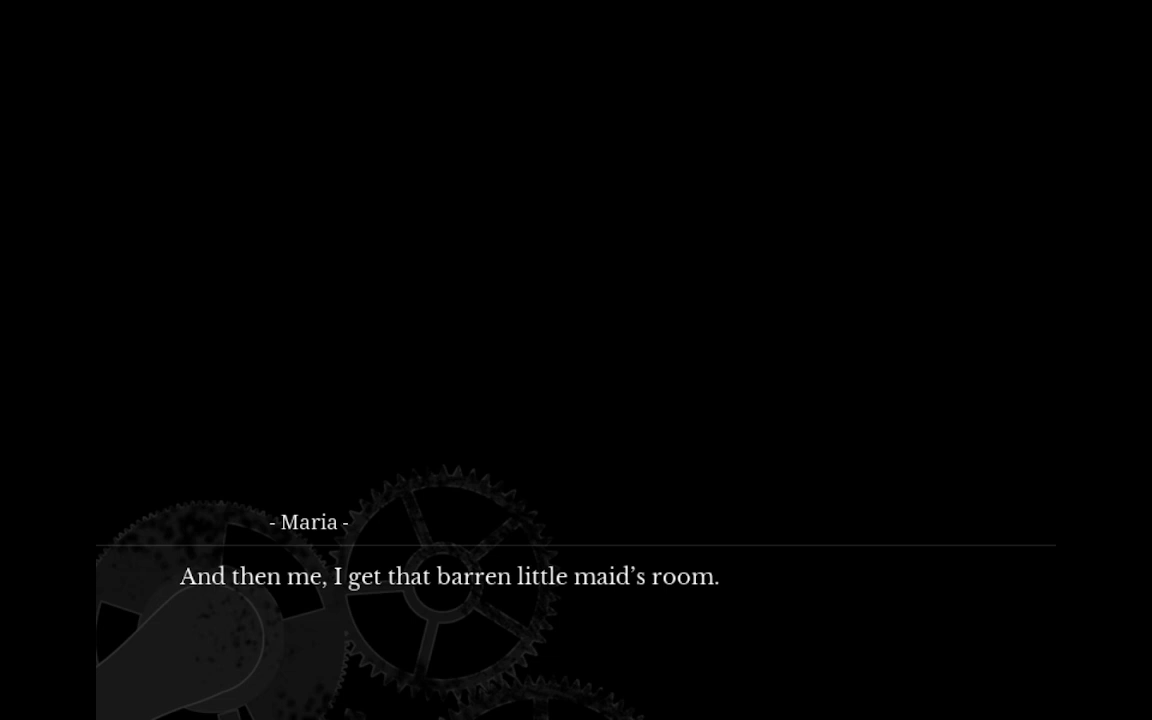 - Maria -
And then me, I get that barren little maid’s room.